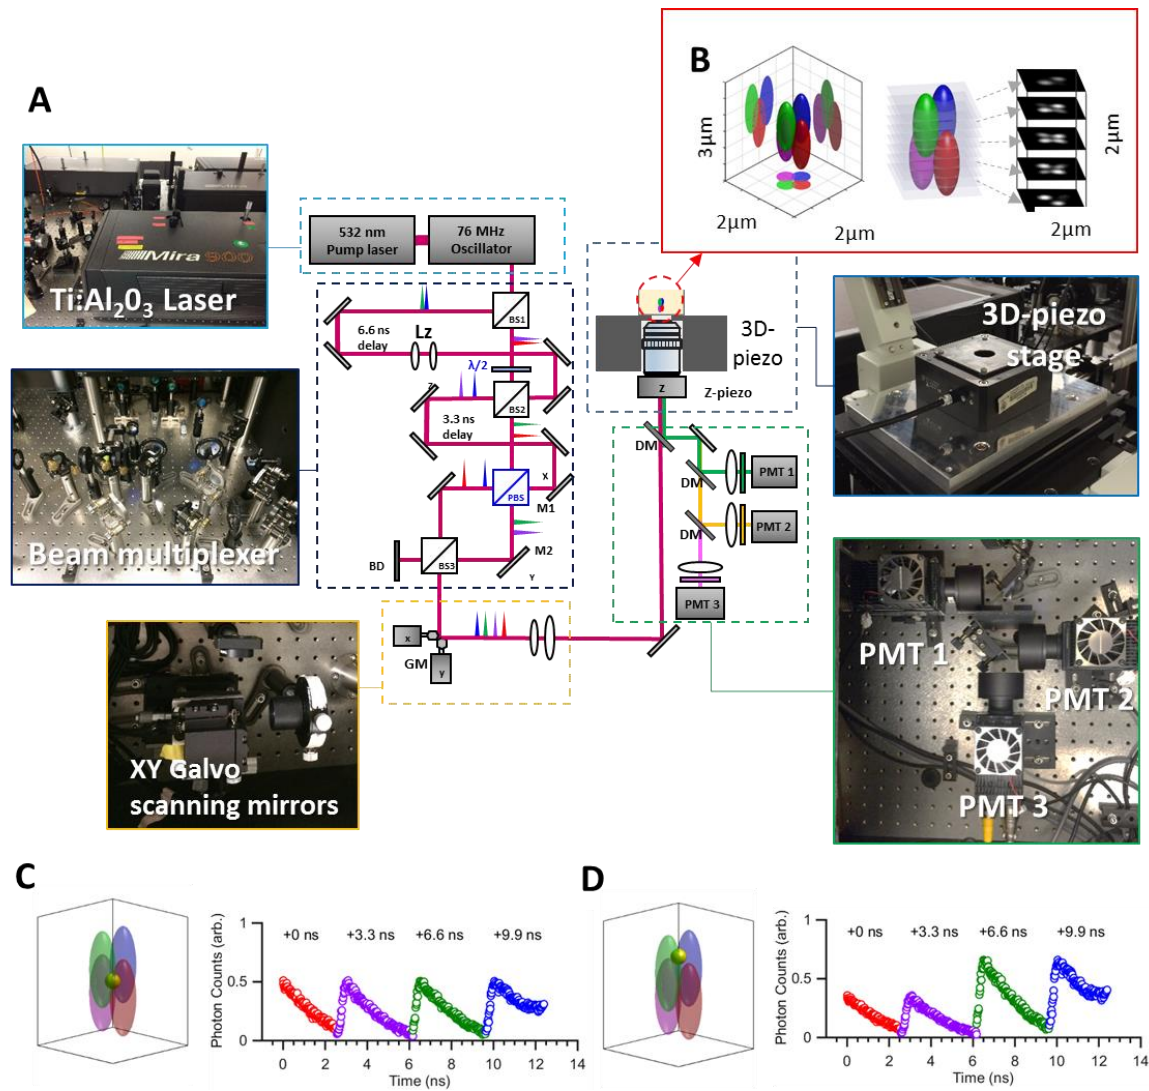 A
B
3μm
2μm
2μm
2μm
2μm
Mira 900
Ti:Al2O3 Laser
532 nm
Pump laser
76 MHz
Oscillator
BS1
6.6 ns
delay
Lz
λ/2
z
BS2
3.3 ns
delay
X
PBS
M1
BS3
BD
M2
Y
Beam multiplexer
3D-
piezo
Z
Z-piezo
3D-piezo
stage
DM
DM
DM
PMT 1
PMT 2
PMT 3
x
GM
y
XY Galvo
scanning mirrors
PMT 1
PMT 2
PMT 3
C
Photon Counts (arb.)
1
0.5
0
+0 ns
+3.3 ns
+6.6 ns
+9.9 ns
0
2
4
6
8
10
12
14
Time (ns)
D
Photon Counts (arb.)
1
0.5
0
+0 ns
+3.3 ns
+6.6 ns
+9.9 ns
0
2
4
6
8
10
12
14
Time (ns)